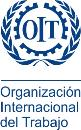 OIT
Organización
Internacional
del Trabajo